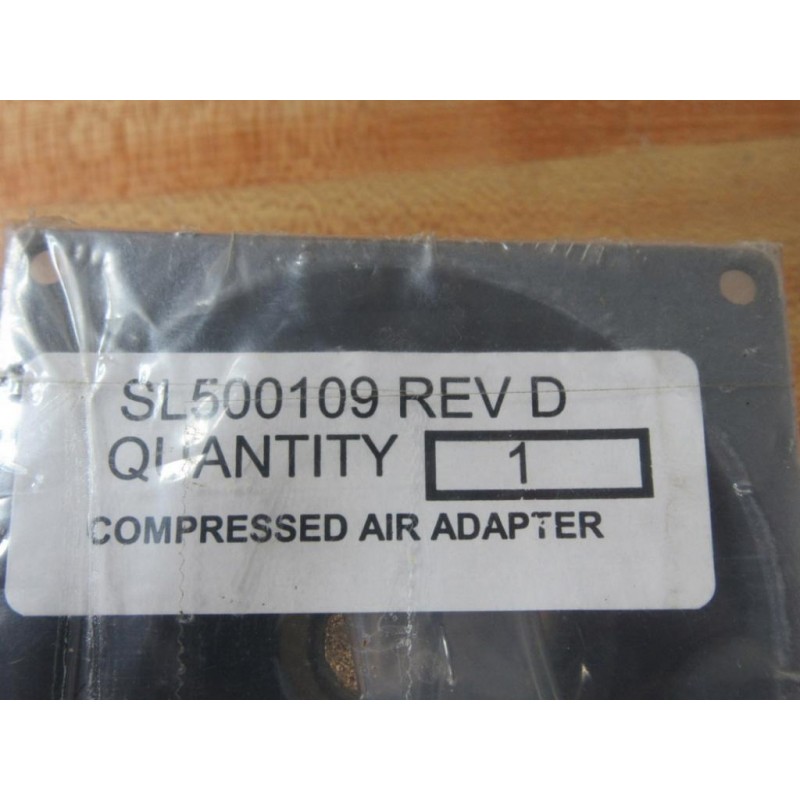 SL500109 REV D
QUANTITY 1
COMPRESSED AIR ADAPTER